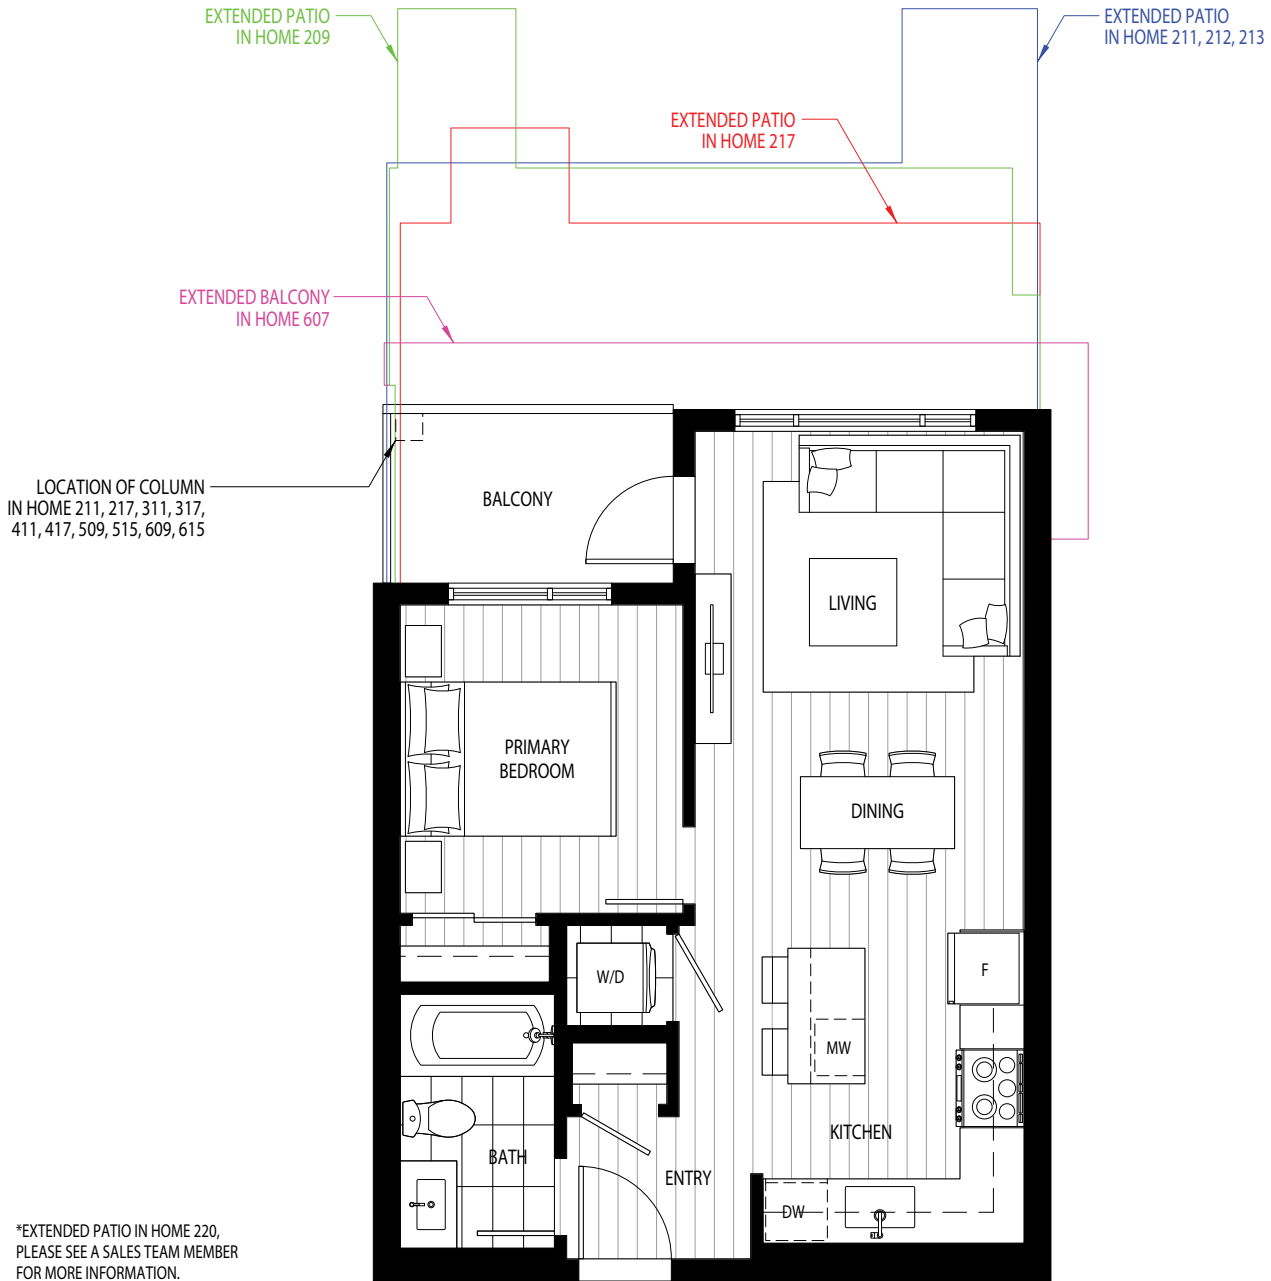 EXTENDED PATIO
IN HOME 209
EXTENDED PATIO
IN HOME 211, 212, 213
EXTENDED PATIO
IN HOME 217
EXTENDED BALCONY
IN HOME 607
LOCATION OF COLUMN
IN HOME 211, 217, 311, 317,
411, 417, 509, 515, 609, 615
BALCONY
LIVING
PRIMARY
BEDROOM
DINING
W/D
F
MW
KITCHEN
BATH
ENTRY
DW
*EXTENDED PATIO IN HOME 220,
PLEASE SEE A SALES TEAM MEMBER
FOR MORE INFORMATION.